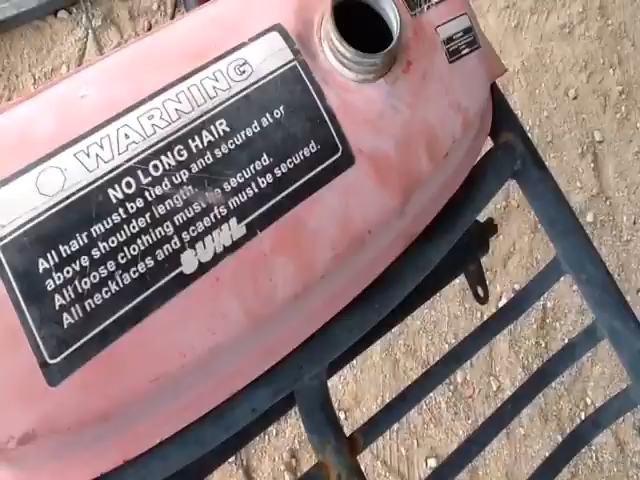 WARNING
NO LONG HAIR
All hair must be tied up and secured at or
above shoulder length.
All loose clothing must be secured.
All necklaces and scaerfs must be secured.
SUNL